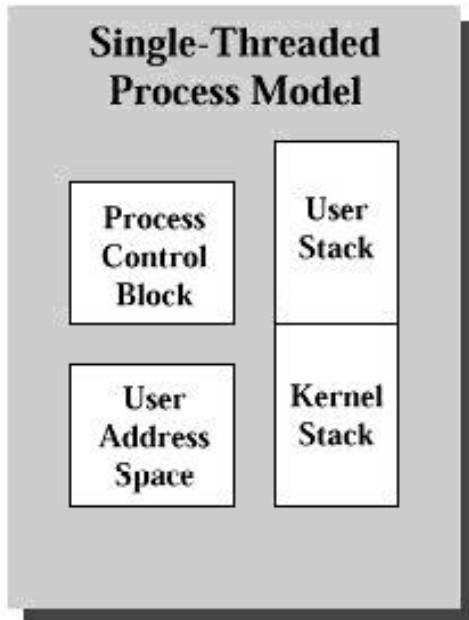 Single-Threaded
Process Model
Process
Control
Block
User
Stack
User
Address
Space
Kernel
Stack